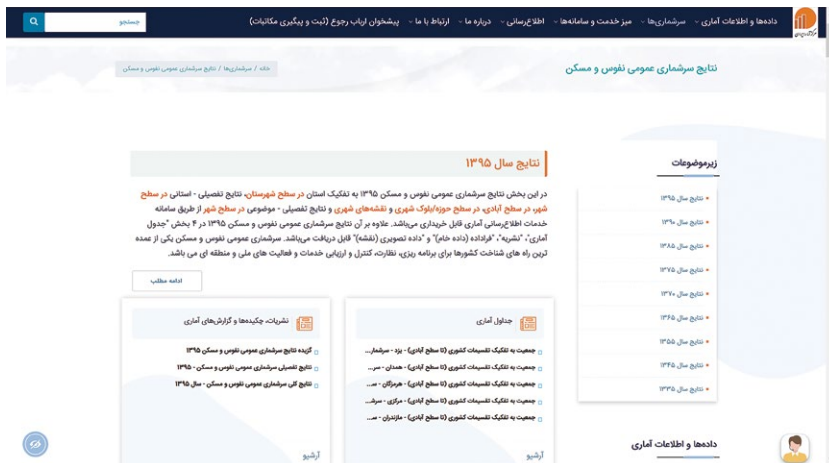 داده‌ها و اطلاعات آماری
سرشماری‌ها
میز خدمت و سامانه‌ها
اطلاع‌رسانی
درباره ما
ارتباط با ما
پیشخوان ارباب رجوع (ثبت و پیگیری مکاتبات)
جستجو
نتایج سرشماری عمومی نفوس و مسکن
خانه / سرشماری‌ها / نتایج سرشماری عمومی نفوس و مسکن
زیرموضوعات
نتایج سال ۱۳۹۵
نتایج سال ۱۳۹۰
نتایج سال ۱۳۸۵
نتایج سال ۱۳۷۵
نتایج سال ۱۳۷۰
نتایج سال ۱۳۶۵
نتایج سال ۱۳۵۵
نتایج سال ۱۳۴۵
نتایج سال ۱۳۳۵
داده‌ها و اطلاعات آماری
نتایج سال ۱۳۹۵
در این بخش نتایج سرشماری عمومی نفوس و مسکن ۱۳۹۵ به تفکیک استان در سطح شهرستان، نتایج تفصیلی - استانی در سطح
شهر، در سطح آبادی، در سطح حوزه/بلوک شهری و نقشه‌های شهری و نتایج تفصیلی - موضوعی در سطح شهر از طریق سامانه
خدمات اطلاع‌رسانی آماری قابل خریداری می‌باشد. علاوه بر آن نتایج سرشماری عمومی نفوس و مسکن ۱۳۹۵ در ۴ بخش "جدول
آماری"، "نشریه"، "فراداده (داده خام)" و "داده تصویری (نقشه)" قابل دریافت می‌باشد. سرشماری عمومی نفوس و مسکن یکی از عمده
ترین راه های شناخت کشورها برای برنامه ریزی، نظارت، کنترل و ارزیابی خدمات و فعالیت های ملی و منطقه ای می باشد.
ادامه مطلب
جداول آماری
جمعیت به تفکیک تقسیمات کشوری (تا سطح آبادی) - یزد - سرشمار...
جمعیت به تفکیک تقسیمات کشوری (تا سطح آبادی) - همدان - سر...
جمعیت به تفکیک تقسیمات کشوری (تا سطح آبادی) - هرمزگان - سـ...
جمعیت به تفکیک تقسیمات کشوری (تا سطح آبادی) - مرکزی - سرشـ...
جمعیت به تفکیک تقسیمات کشوری (تا سطح آبادی) - مازندران - سـ...
آرشیو
نشریات، چکیده‌ها و گزارش‌های آماری
گزیده نتایج سرشماری عمومی نفوس و مسکن ۱۳۹۵
نتایج تفصیلی سرشماری عمومی نفوس و مسکن - ۱۳۹۵
نتایج کلی سرشماری عمومی نفوس و مسکن - سال ۱۳۹۵
آرشیو